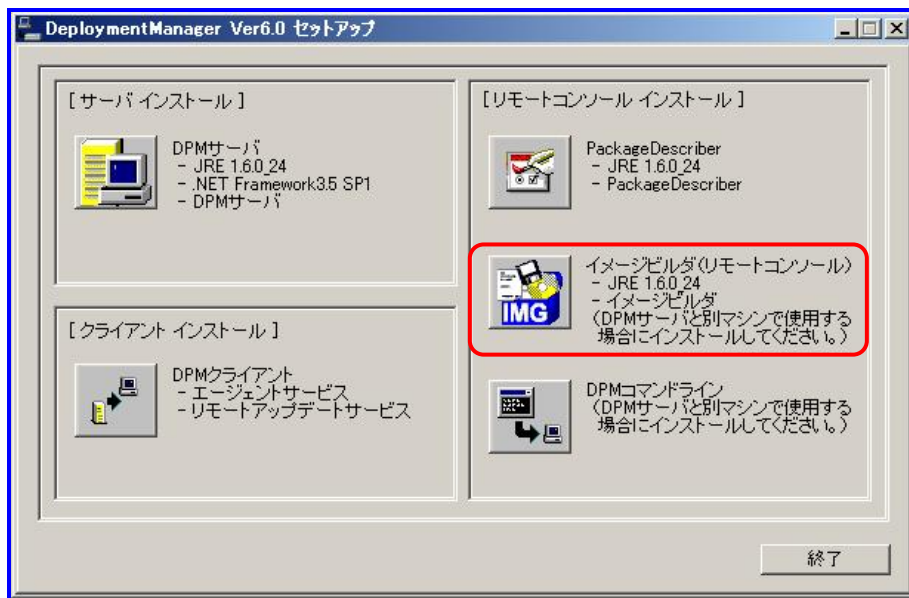 DeploymentManager Ver6.0 セットアップ
[ サーバ インストール ]
DPMサーバ
- JRE 1.6.0_24
- .NET Framework3.5 SP1
- DPMサーバ
[ クライアント インストール ]
DPMクライアント
- エージェントサービス
- リモートアップデートサービス
[ リモートコンソール インストール ]
PackageDescriber
- JRE 1.6.0_24
- PackageDescriber
IMG
イメージビルダ(リモートコンソール)
- JRE 1.6.0_24
- イメージビルダ
(DPMサーバと別マシンで使用する
場合にインストールしてください。)
DPMコマンドライン
(DPMサーバと別マシンで使用する
場合にインストールしてください。)
終了